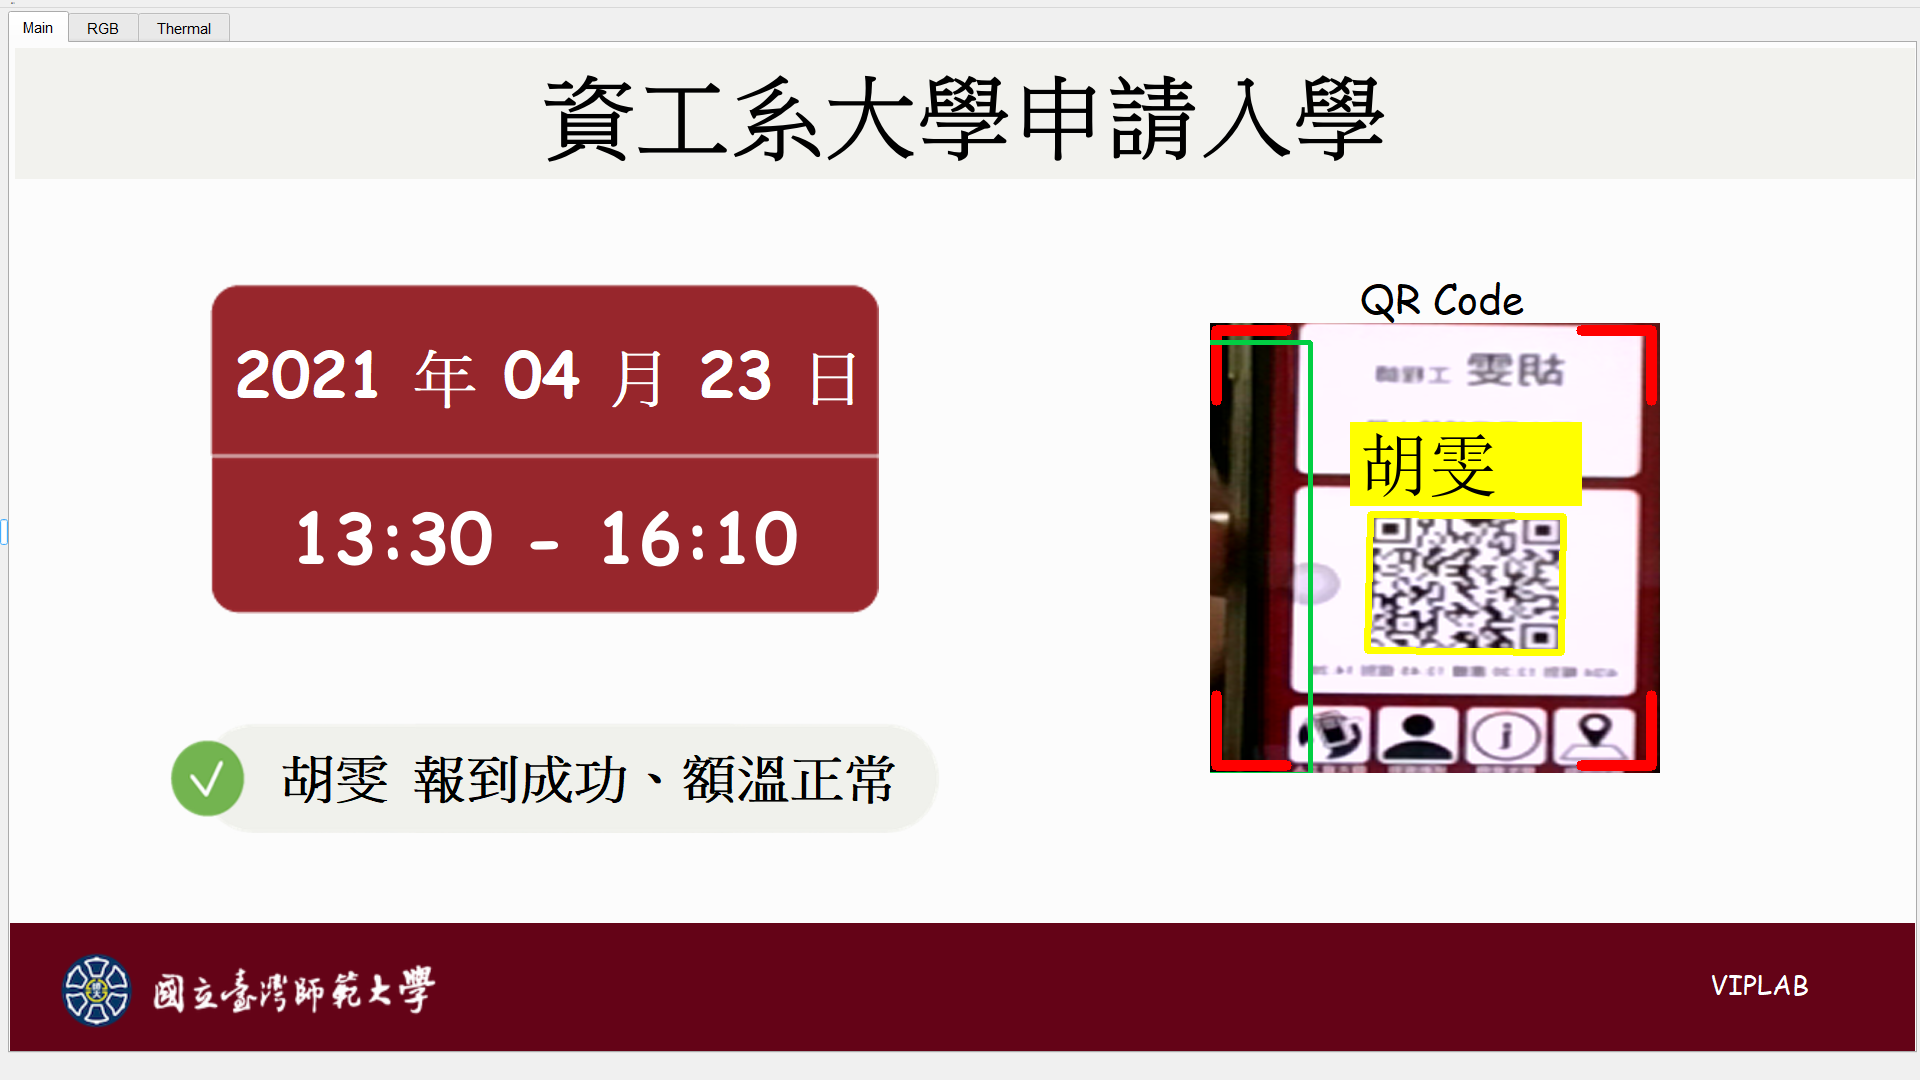 Main RGB Thermal
資工系大學申請入學
2021 年 04 月 23 日
13:30 - 16:10
胡雯 報到成功、額溫正常
QR Code
胡雯
胡雯
國立臺灣師範大學
VIPLAB